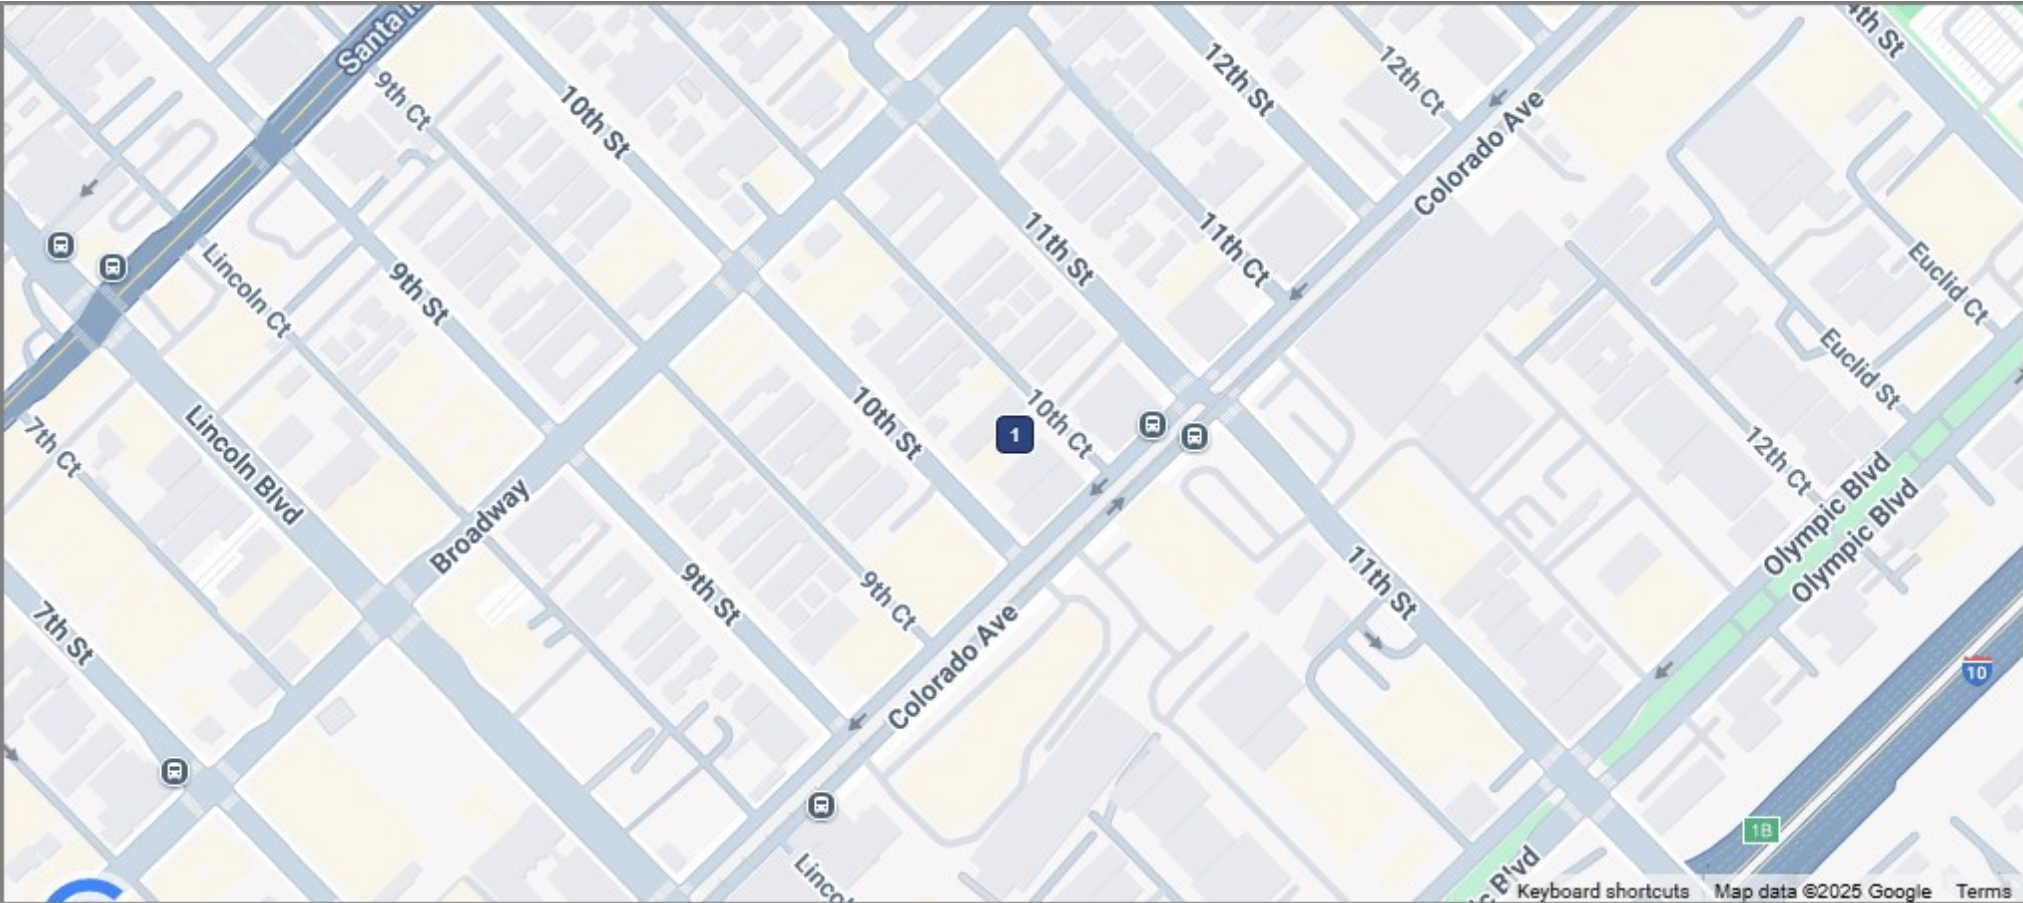 Santa
4th St
9th Ct
12th St
12th Ct
10th St
Colorado Ave
11th St
11th Ct
Lincoln Ct
9th St
Euclid Ct
Euclid St
7th Ct
Lincoln Blvd
10th St
10th Ct
1
12th Ct
Broadway
Olympic Blvd
Olympic Blvd
7th St
9th St
9th Ct
11th St
Colorado Ave
10
1B
Blvd
Keyboard shortcuts
Map data ©2025 Google
Terms